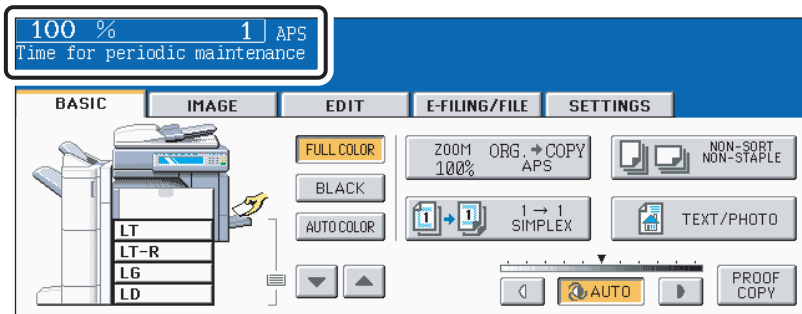 100 % 1 APS
Time for periodic maintenance
BASIC IMAGE EDIT E-FILING/FILE SETTINGS
FULL COLOR
BLACK
AUTO COLOR
ZOOM ORG. → COPY
100% APS
NON-SORT
NON-STAPLE
1 1
1 → 1
SIMPLEX
TEXT/PHOTO
LT
LT-R
LG
LD
AUTO
PROOF
COPY